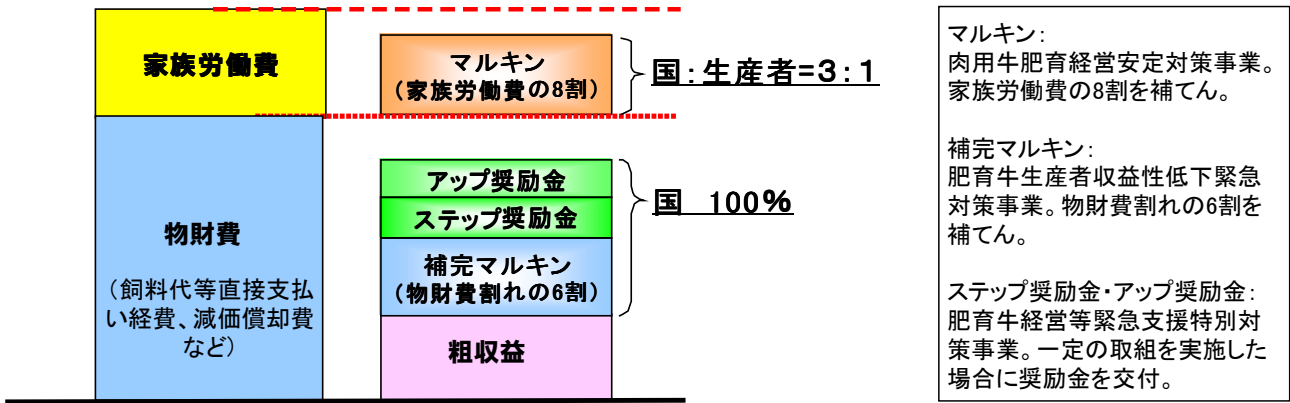 家族労働費
物財費
（飼料代等直接支払
い経費、減価償却費
など）
マルキン
（家族労働費の8割）
国：生産者=3：1
アップ奨励金
ステップ奨励金
補完マルキン
（物財費割れの6割）
粗収益
国　100%
マルキン：
肉用牛肥育経営安定対策事業。
家族労働費の8割を補てん。
補完マルキン：
肥育牛生産者収益性低下緊急
対策事業。物財費割れの6割を
補てん。
ステップ奨励金・アップ奨励金：
肥育牛経営等緊急支援特別対
策事業。一定の取組を実施した
場合に奨励金を交付。